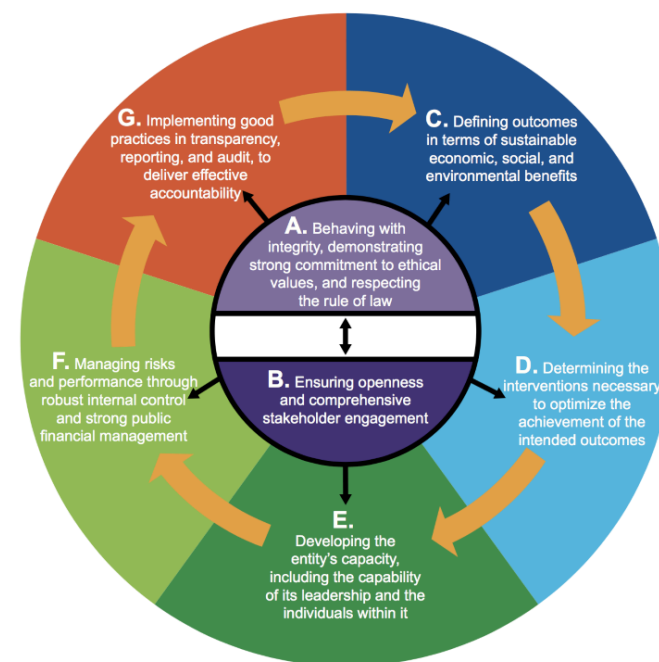 A. Behaving with
integrity, demonstrating
strong commitment to ethical
values, and respecting
the rule of law
B. Ensuring openness
and comprehensive
stakeholder engagement
C. Defining outcomes
in terms of sustainable
economic, social, and
environmental benefits
D. Determining the
interventions necessary
to optimize the
achievement of the
intended outcomes
E.
Developing the
entity's capacity,
including the capability
of its leadership and the
individuals within it
F. Managing risks
and performance through
robust internal control
and strong public
financial management
G. Implementing good
practices in transparency,
reporting, and audit, to
deliver effective
accountability